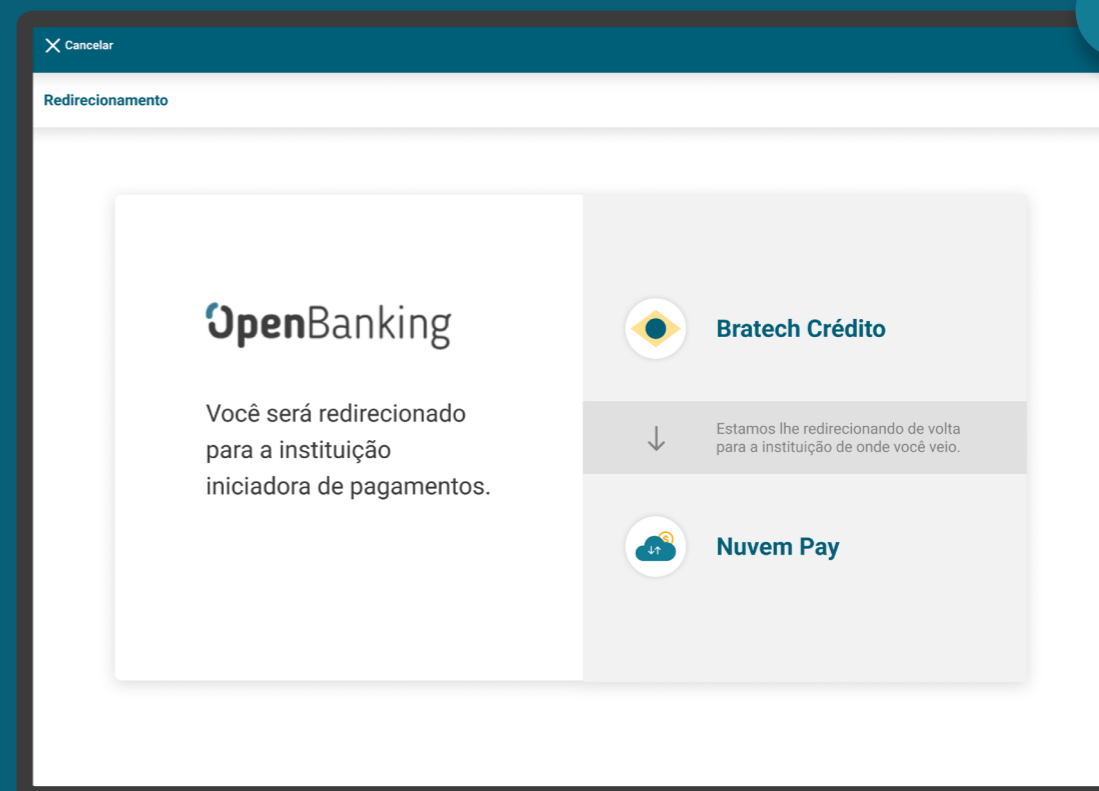 Cancelar
Redirecionamento
OpenBanking
Você será redirecionado
para a instituição
iniciadora de pagamentos.
Bratech Crédito
Estamos lhe redirecionando de volta
para a instituição de onde você veio.
Nuvem Pay